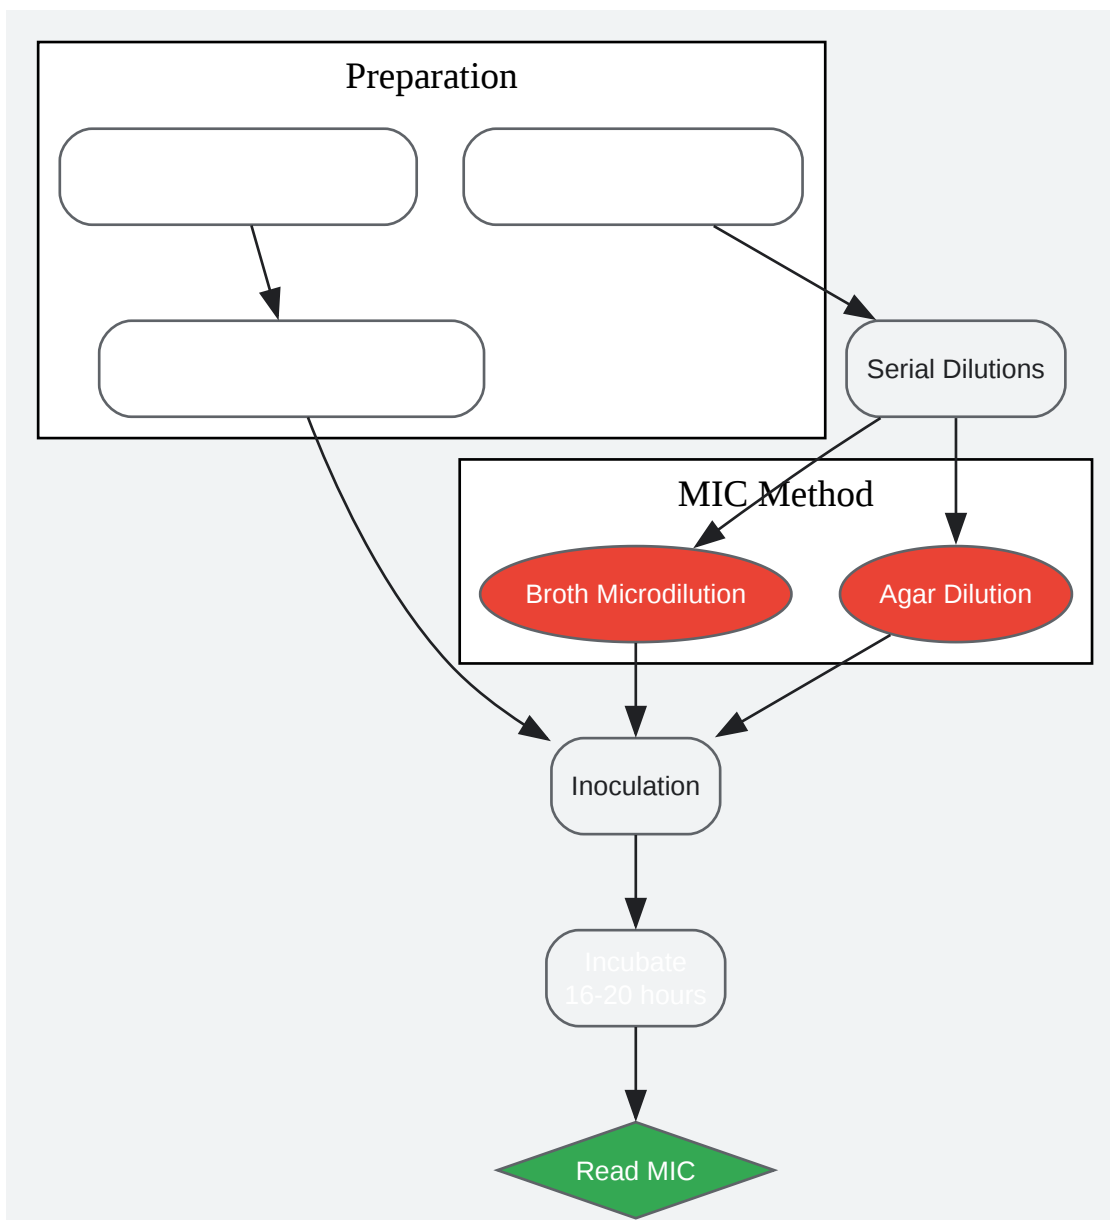 Preparation
Serial Dilutions
MIC Method
Broth Microdilution
Agar Dilution
Inoculation
Incubate
16-20 hours
Read MIC